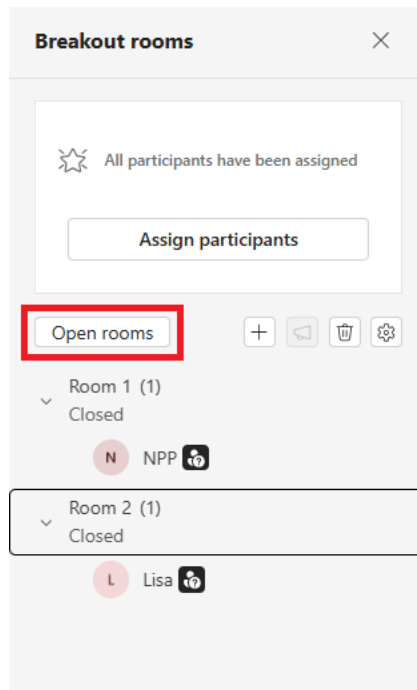 Breakout rooms
All participants have been assigned
Assign participants
Open rooms
Room 1 (1)
Closed
N NPP
Room 2 (1)
Closed
L Lisa